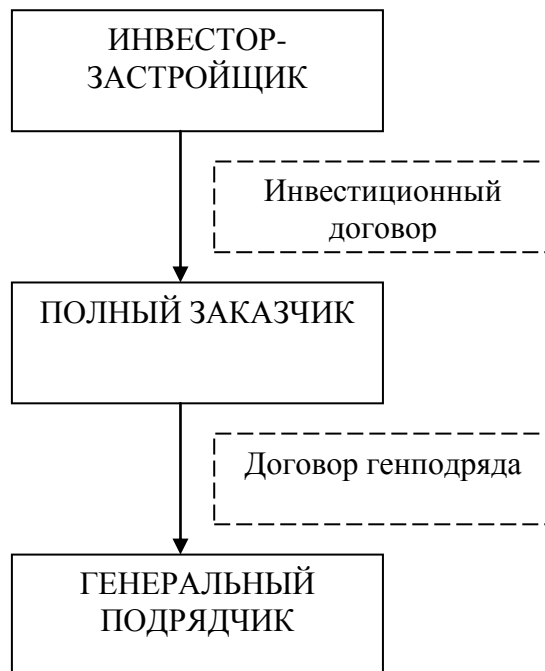 ИНВЕСТОР-
ЗАСТРОЙЩИК
Инвестиционный
договор
ПОЛНЫЙ ЗАКАЗЧИК
Договор генподряда
ГЕНЕРАЛЬНЫЙ
ПОДРЯДЧИК